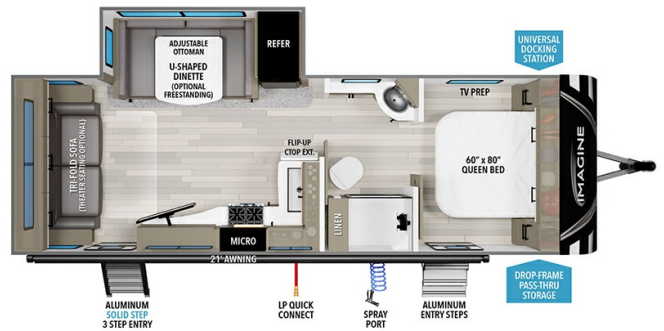 ADJUSTABLE
OTTOMAN
U-SHAPED
DINETTE
(OPTIONAL
FREESTANDING)
REFER
UNIVERSAL
DOCKING
STATION
TV PREP
TRI-FOLD SOFA
(THEATER SEATING OPTIONAL)
FLIP-UP
CTOP EXT.
60" x 80"
QUEEN BED
IMAGINE
LINEN
MICRO
21' AWNING
ALUMINUM
SOLID STEP
3 STEP ENTRY
LP QUICK
CONNECT
SPRAY
PORT
ALUMINUM
ENTRY STEPS
DROP-FRAME
PASS-THRU
STORAGE